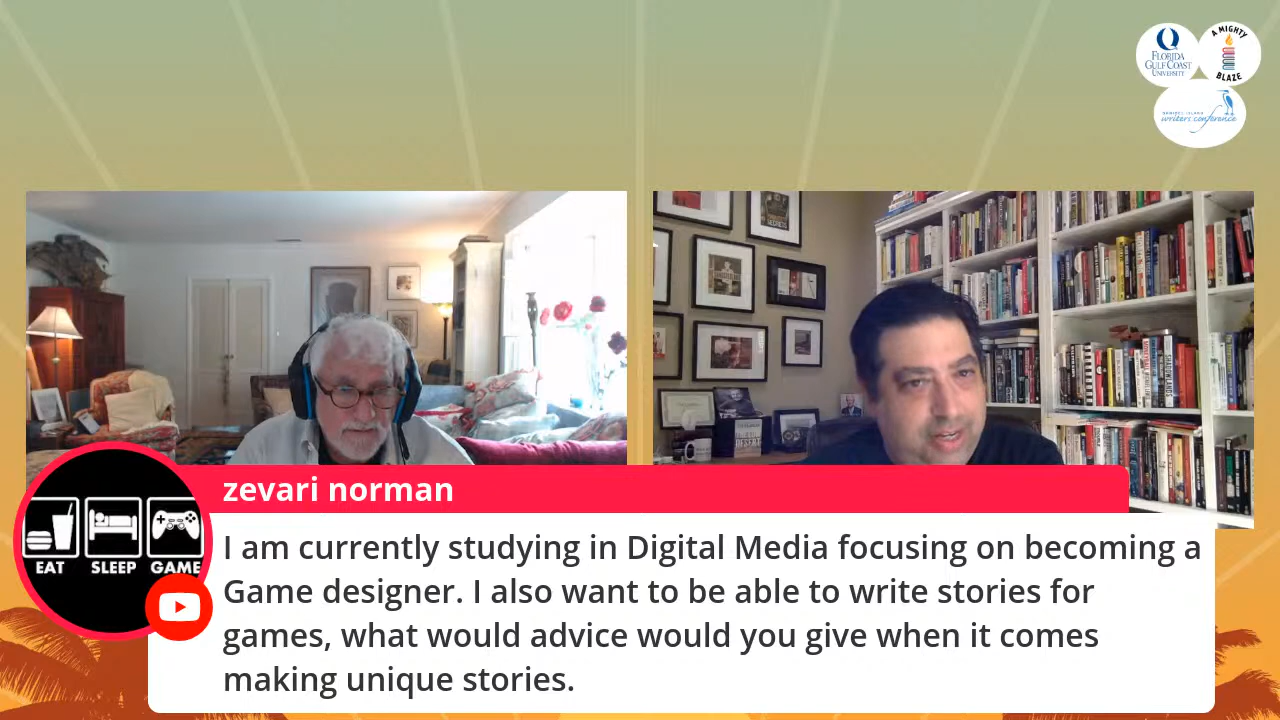 FLORIDA
GULF COAST
UNIVERSITY
A MIGHTY
BLAZE
SANIBEL ISLAND
writers conference
zevari norman
I am currently studying in Digital Media focusing on becoming a
Game designer. I also want to be able to write stories for
games, what would advice would you give when it comes
making unique stories.
EAT SLEEP GAME